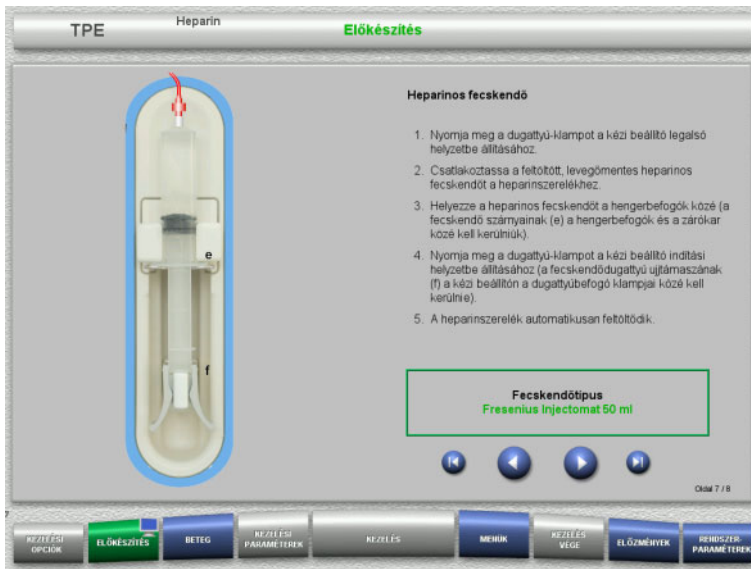 TPE
Heparin
Előkészítés
Heparinos fecskendő
1. Nyomja meg a dugattyú-klampot a kézi beállító legalsó
helyzetbe állításához.
2. Csatlakoztassa a feltöltött, levegőmentes heparinos
fecskendőt a heparinszerelékhez.
3. Helyezze a heparinos fecskendőt a hengerbefogók közé (a
fecskendő szárnyainak (e) a hengerbefogók és a zárókar
közé kell kerülniük).
4. Nyomja meg a dugattyú-klampot a kézi beállító indítási
helyzetbe állításához (a fecskendődugattyú ujjtámaszának
(f) a kézi beállítón a dugattyúbefogó klampjai közé kell
kerülnie).
5. A heparinszerelék automatikusan feltöltődik.
e
f
Fecskendőtípus
Fresenius Injectomat 50 ml
Oldal 7 / 8
KEZELÉSI
OPCIÓK
ELŐKÉSZÍTÉS
BETEG
KEZELÉSI
PARAMÉTEREK
KEZELÉS
MENÜK
KEZELÉS
VÉGE
ELŐZMÉNYEK
RENDSZER-
PARAMÉTEREK